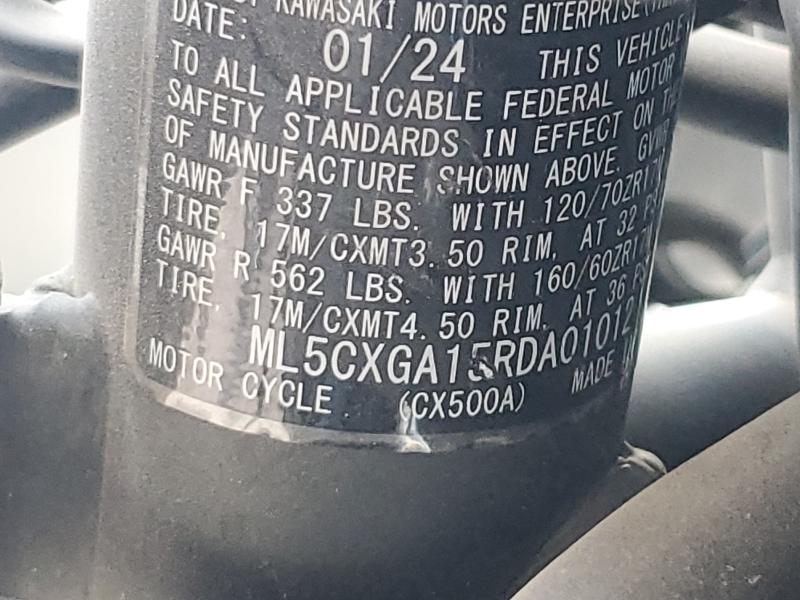 KAWASAKI MOTORS ENTERPRISE
DATE: 01/24 THIS VEHICLE
TO ALL APPLICABLE FEDERAL MOTOR
SAFETY STANDARDS IN EFFECT ON
OF MANUFACTURE SHOWN ABOVE.
GAWR F 337 LBS. WITH 120/70ZR17
TIRE, 17M/CXMT3.50 RIM, AT 32
GAWR R 562 LBS. WITH 160/60ZR17
TIRE, 17M/CXMT4.50 RIM, AT 36
ML5CXGA15RDA01012
MOTOR CYCLE. (CX500A) MADE